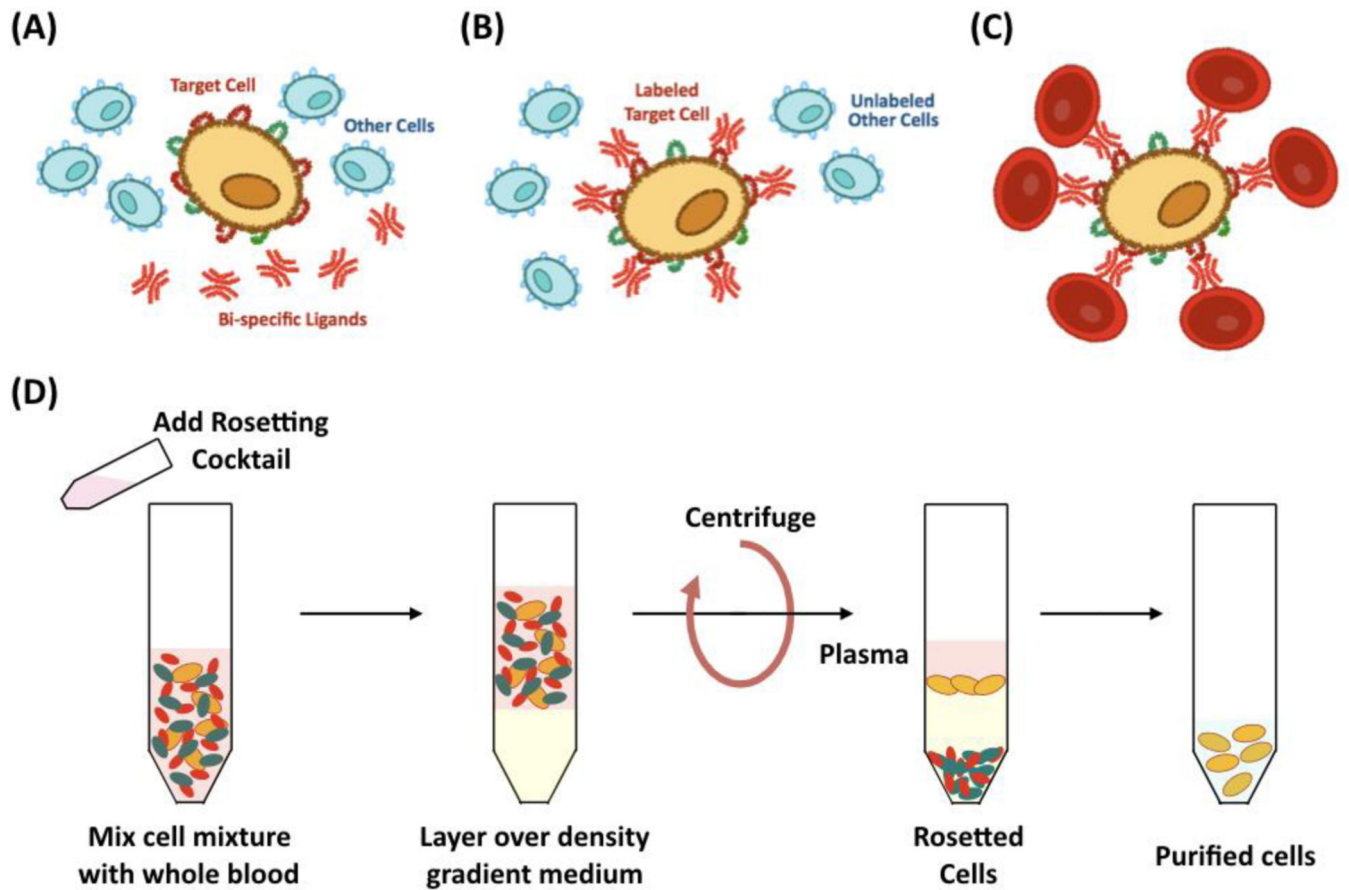 (A)
(B)
(C)
Target Cell
Other Cells
Bi-specific Ligands
Labeled
Target Cell
Unlabeled
Other Cells
(D)
Add Rosetting
Cocktail
Centrifuge
Plasma
Mix cell mixture
with whole blood
Layer over density
gradient medium
Rosetted
Cells
Purified cells